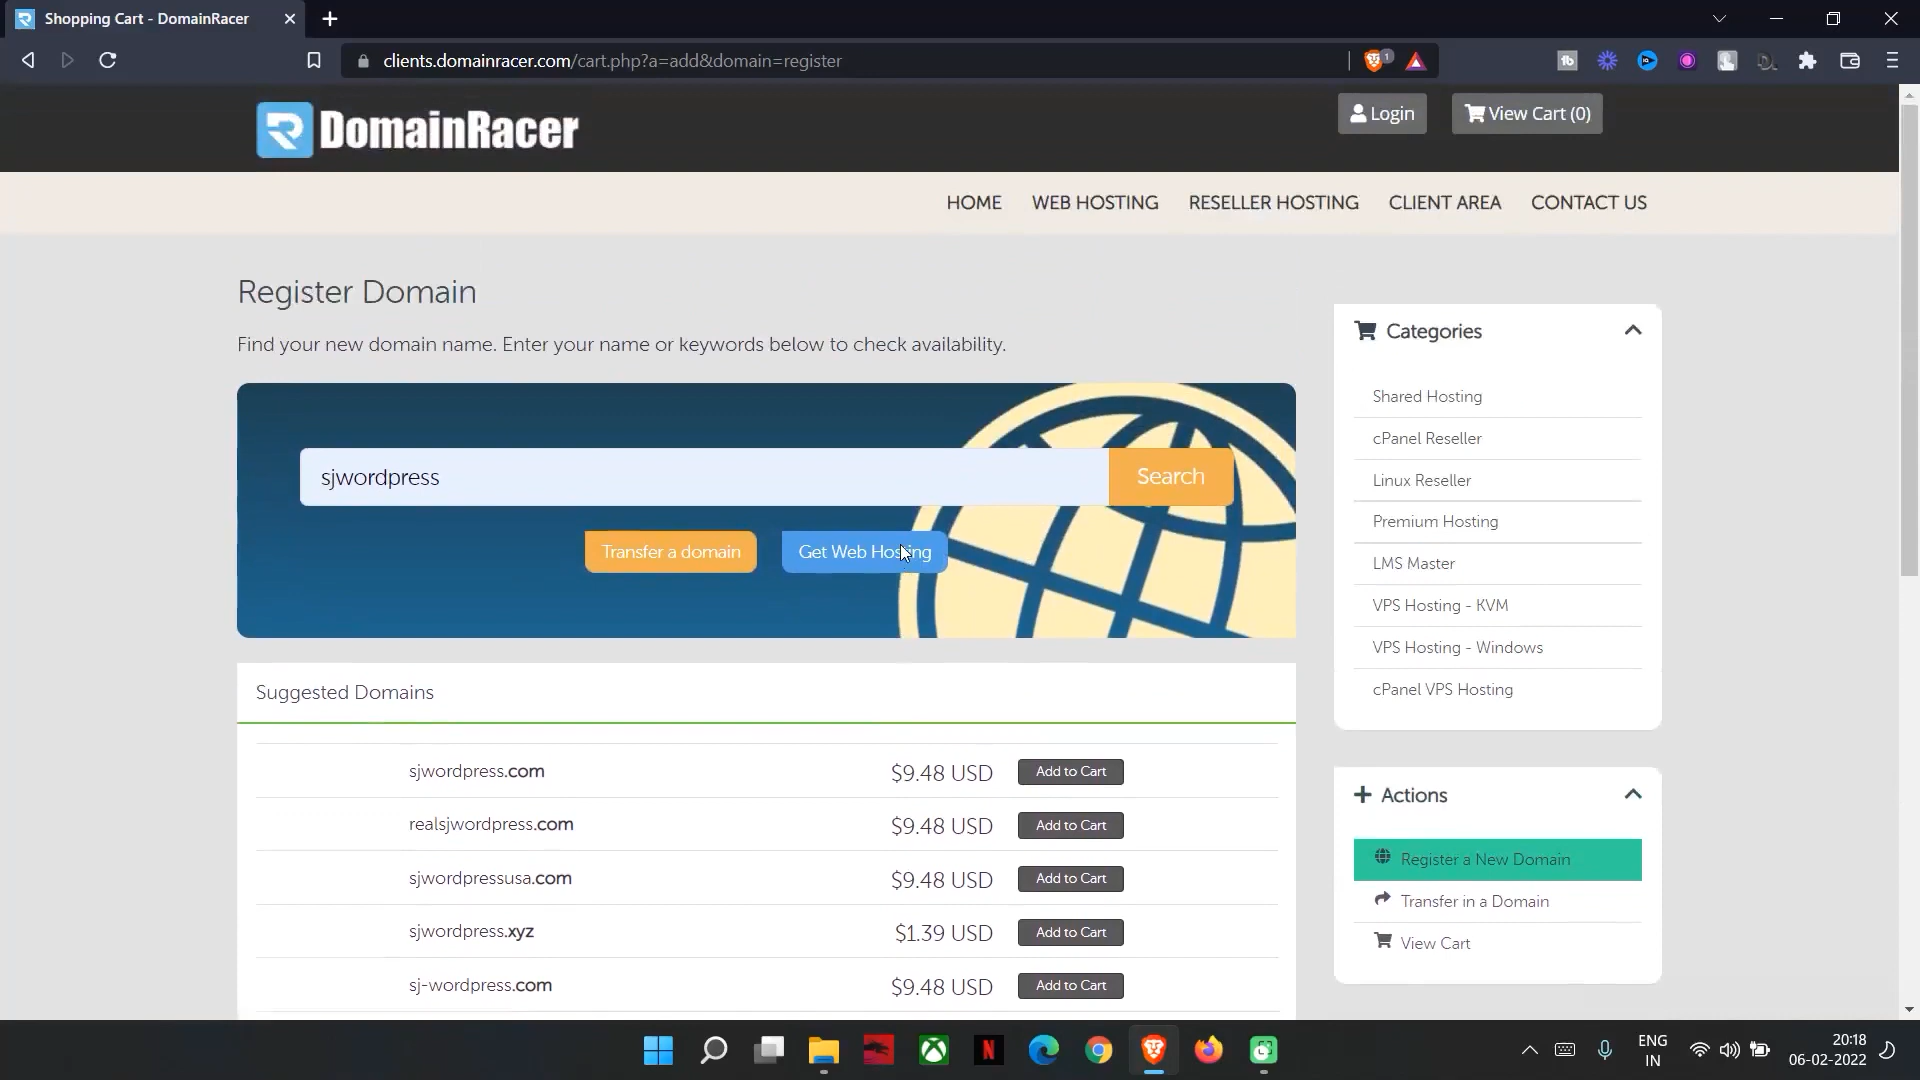 Shopping Cart - DomainRacer
clients.domainracer.com/cart.php?a=add&domain=register
1
DomainRacer
Login
View Cart (0)
HOME
WEB HOSTING
RESELLER HOSTING
CLIENT AREA
CONTACT US
Register Domain
Find your new domain name. Enter your name or keywords below to check availability.
sjwordpress
Search
Transfer a domain
Get Web Hosting
Suggested Domains
sjwordpress.com $9.48 USD Add to Cart
realsjwordpress.com $9.48 USD Add to Cart
sjwordpressusa.com $9.48 USD Add to Cart
sjwordpress.xyz $1.39 USD Add to Cart
sj-wordpress.com $9.48 USD Add to Cart
Categories
Shared Hosting
cPanel Reseller
Linux Reseller
Premium Hosting
LMS Master
VPS Hosting - KVM
VPS Hosting - Windows
cPanel VPS Hosting
Actions
Register a New Domain
Transfer in a Domain
View Cart
ENG
IN
20:18
06-02-2022